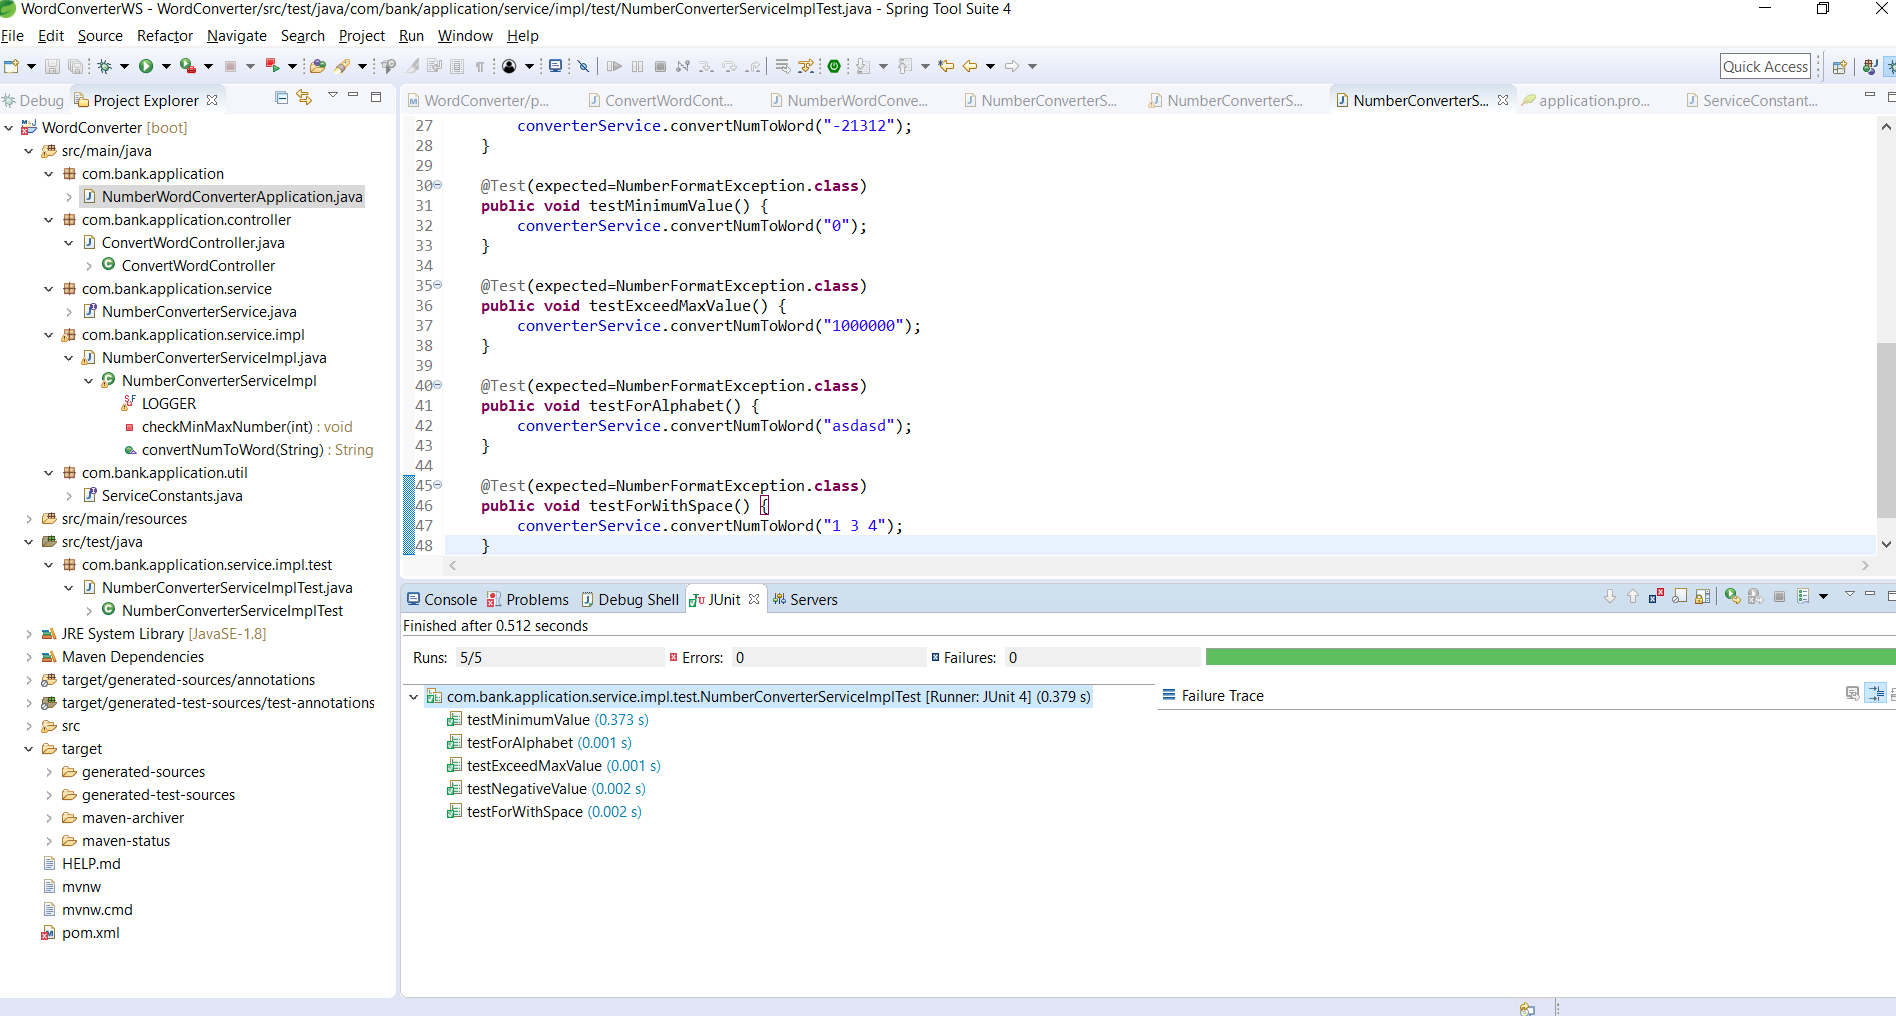 WordConverterWS - WordConverter/src/test/java/com/bank/application/service/impl/test/NumberConverterServiceImplTest.java - Spring Tool Suite 4
File Edit Source Refactor Navigate Search Project Run Window Help
Quick Access
Debug Project Explorer
WordConverter [boot]
src/main/java
com.bank.application
NumberWordConverterApplication.java
com.bank.application.controller
ConvertWordController.java
ConvertWordController
com.bank.application.service
NumberConverterService.java
com.bank.application.service.impl
NumberConverterServiceImpl.java
NumberConverterServiceImpl
LOGGER
checkMinMaxNumber(int) : void
convertNumToWord(String) : String
com.bank.application.util
ServiceConstants.java
src/main/resources
src/test/java
com.bank.application.service.impl.test
NumberConverterServiceImplTest.java
NumberConverterServiceImplTest
JRE System Library [JavaSE-1.8]
Maven Dependencies
target/generated-sources/annotations
target/generated-test-sources/test-annotations
src
target
generated-sources
generated-test-sources
maven-archiver
maven-status
HELP.md
mvnw
mvnw.cmd
pom.xml
WordConverter/p... ConvertWordCont... NumberWordConve... NumberConverterS... NumberConverterS... NumberConverterS... application.pro... ServiceConstant...
27 converterService.convertNumToWord("-21312");
28 }
29
30 @Test(expected=NumberFormatException.class)
31 public void testMinimumValue() {
32 converterService.convertNumToWord("0");
33 }
34
35 @Test(expected=NumberFormatException.class)
36 public void testExceedMaxValue() {
37 converterService.convertNumToWord("1000000");
38 }
39
40 @Test(expected=NumberFormatException.class)
41 public void testForAlphabet() {
42 converterService.convertNumToWord("asdasd");
43 }
44
45 @Test(expected=NumberFormatException.class)
46 public void testForWithSpace() {
47 converterService.convertNumToWord("1 3 4");
48 }
Console Problems Debug Shell JUnit Servers
Finished after 0.512 seconds
Runs: 5/5 Errors: 0 Failures: 0
com.bank.application.service.impl.test.NumberConverterServiceImplTest [Runner: JUnit 4] (0.379 s)
testMinimumValue (0.373 s)
testForAlphabet (0.001 s)
testExceedMaxValue (0.001 s)
testNegativeValue (0.002 s)
testForWithSpace (0.002 s)
Failure Trace